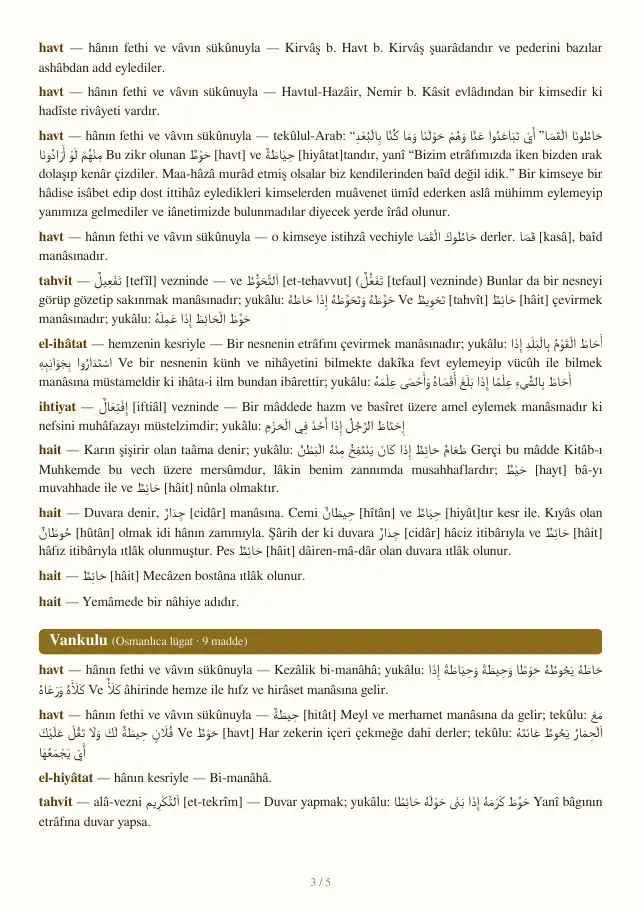 havt — hânın fethi ve vâvın sükûnuyla — Kirvâş b. Havt b. Kirvâş şuarâdandır ve pederini bazılar
ashâbdan add eylediler.
havt — hânın fethi ve vâvın sükûnuyla — Havtul-Hazâir, Nemir b. Kâsit evlâdından bir kimsedir ki
hadîste rivâyeti vardır.
havt — hânın fethi ve vâvın sükûnuyla — tekûlul-Arab: “حَاطُونَا الْقَصَا” أَيْ تَبَاعَدُوا عَنَّا وَهُمْ حَوْلَنَا وَمَا كُنَّا بِالْبُعْدِ
مِنْهُمْ لَوْ أَرَادُونَا Bu zikr olunan حَوْطٌ [havt] ve حِيَاطَةٌ [hiyâtat]tandır, yanî “Bizim etrâfımızda iken bizden ırak
dolaşıp kenâr çizdiler. Maa-hâzâ murâd etmiş olsalar biz kendilerinden baîd değil idik.” Bir kimseye bir
hâdise isâbet edip dost ittihâz eyledikleri kimselerden muâvenet ümîd ederken aslâ mühimm eylemeyip
yanımıza gelmediler ve iânetimizde bulunmadılar diyecek yerde îrâd olunur.
havt — hânın fethi ve vâvın sükûnuyla — o kimseye istihzâ vechiyle حَاطُوكَ الْقَصَا derler. قَصَا [kasâ], baîd
manâsınadır.
tahvit — تَفْعِيلٌ [tefîl] vezninde — ve اَلتَّحَوُّطُ [et-tehavvut] (تَفَعُّلٌ [tefaul] vezninde) Bunlar da bir nesneyi
görüp gözetip sakınmak manâsınadır; yukâlu: حَوَّطَهُ وَتَحَوَّطَهُ إِذَا حَاطَهُ Ve تَحْوِيطٌ [tahvît] حَائِطٌ [hâit] çevirmek
manâsınadır; yukâlu: حَوَّطَ الْحَائِطَ إِذَا عَمِلَهُ
el-ihâtat — hemzenin kesriyle — Bir nesnenin etrâfını çevirmek manâsınadır; yukâlu: أَحَاطَ الْقَوْمُ بِالْبَلَدِ إِذَا
اسْتَدَارُوا بِجَوَانِبِهِ Ve bir nesnenin künh ve nihâyetini bilmekte dakîka fevt eylemeyip vücûh ile bilmek
manâsına müstameldir ki ihâta-i ilm bundan ibârettir; yukâlu: أَحَاطَ بِالشَّيْءِ عِلْمًا إِذَا بَلَغَ أَقْصَاهُ وَأَحْصَى عِلْمَهُ
ihtiyat — إِفْتِعَالٌ [iftiâl] vezninde — Bir mâddede hazm ve basîret üzere amel eylemek manâsınadır ki
nefsini muhâfazayı müstelzimdir; yukâlu: إِحْتَاطَ الرَّجُلُ إِذَا أَخَذَ فِي الْحَزْمِ
hait — Karın şişirir olan taâma denir; yukâlu: طَعَامٌ حَائِطٌ إِذَا كَانَ يَنْتَفِخُ مِنْهُ الْبَطْنُ Gerçi bu mâdde Kitâb-ı
Muhkemde bu vech üzere mersûmdur, lâkin benim zannımda musahhaflardır; حَبْطٌ [hayt] bâ-yı
muvahhade ile ve حَائِطٌ [hâit] nûnla olmaktır.
hait — Duvara denir, جِدَارٌ [cidâr] manâsına. Cemi حِيطَانٌ [hîtân] ve حِيَاطٌ [hiyât]tır kesr ile. Kıyâs olan
حُوطَانٌ [hûtân] olmak idi hânın zammıyla. Şârih der ki duvara جِدَارٌ [cidâr] hâciz itibârıyla ve حَائِطٌ [hâit]
hâfız itibârıyla ıtlâk olunmuştur. Pes حَائِطٌ [hâit] dâiren-mâ-dâr olan duvara ıtlâk olunur.
hait — حَائِطٌ [hâit] Mecâzen bostâna ıtlâk olunur.
hait — Yemâmede bir nâhiye adıdır.
Vankulu (Osmanlıca lügat · 9 madde)
havt — hânın fethi ve vâvın sükûnuyla — Kezâlik bi-manâhâ; yukâlu: حَاطَهُ يَحُوطُهُ حَوْطًا وَحِيطَةً وَحِيَاطَةً إِذَا
كَلَأَهُ وَرَعَاهُ Ve كَلَأٌ âhirinde hemze ile hıfz ve hirâset manâsına gelir.
havt — hânın fethi ve vâvın sükûnuyla — حِيطَةٌ [hitât] Meyl ve merhamet manâsına da gelir; tekûlu: مَعَ
فُلَانٍ حِيطَةٌ لَكَ وَلَا تَقُلْ عَلَيْكَ Ve حَوْطٌ [havt] Har zekerin içeri çekmeğe dahi derler; tekûlu: اَلْحِمَارُ يَحُوطُ عَانَتَهُ
أَيْ يَجْمَعُهَا
el-hiyâtat — hânın kesriyle — Bi-manâhâ.
tahvit — alâ-vezni اَلتَّكْرِيمِ [et-tekrîm] — Duvar yapmak; yukâlu: حَوَّطَ كَرْمَهُ إِذَا بَنَى حَوْلَهُ حَائِطًا Yanî bâgının
etrafına duvar yapsa.
3 / 5